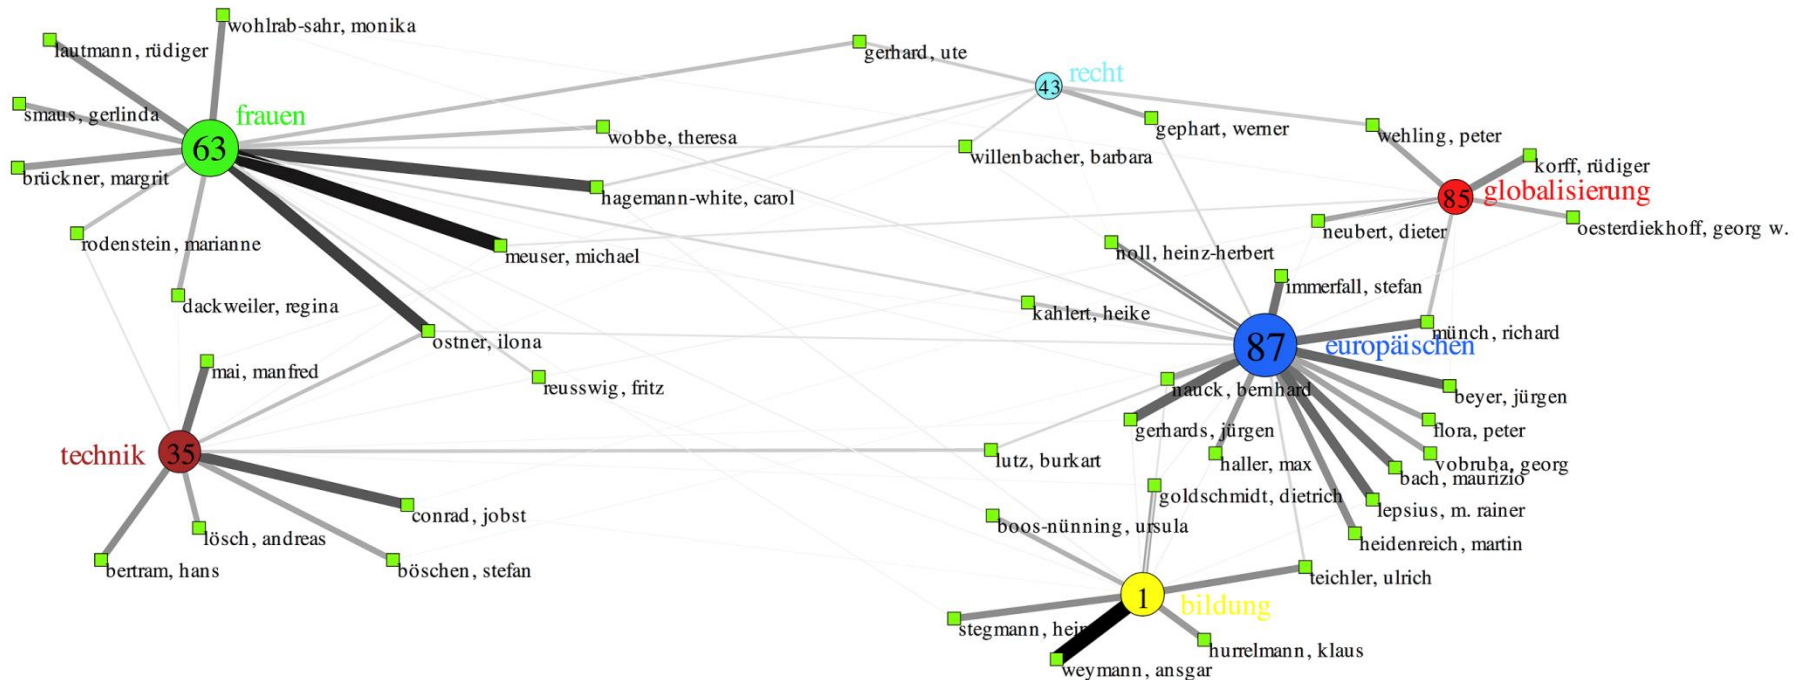 wohlrab-sahr, monika
lautmann, rüdiger
gerhard, ute
recht
43
smaus, gerlinda
frauen
63
wobbe, theresa
gephart, werner
wehling, peter
willenbacher, barbara
korff, rüdiger
brückner, margrit
hagemann-white, carol
globalisierung
85
oesterdiekhoff, georg w.
neubert, dieter
rodenstein, marianne
meuser, michael
noll, heinz-herbert
immerfall, stefan
dackweiler, regina
kahlert, heike
münch, richard
ostner, ilona
europäischen
87
mai, manfred
reusswig, fritz
nauck, bernhard
beyer, jürgen
gerhards, jürgen
flora, peter
technik
35
lutz, burkart
haller, max
vobruba, georg
bach, maurizio
goldschmidt, dietrich
conrad, jobst
boos-nünning, ursula
lepsius, m. rainer
lösch, andreas
heidenreich, martin
bertram, hans
böschen, stefan
teichler, ulrich
1
bildung
stegmann, hein
hurrelmann, klaus
weymann, ansgar